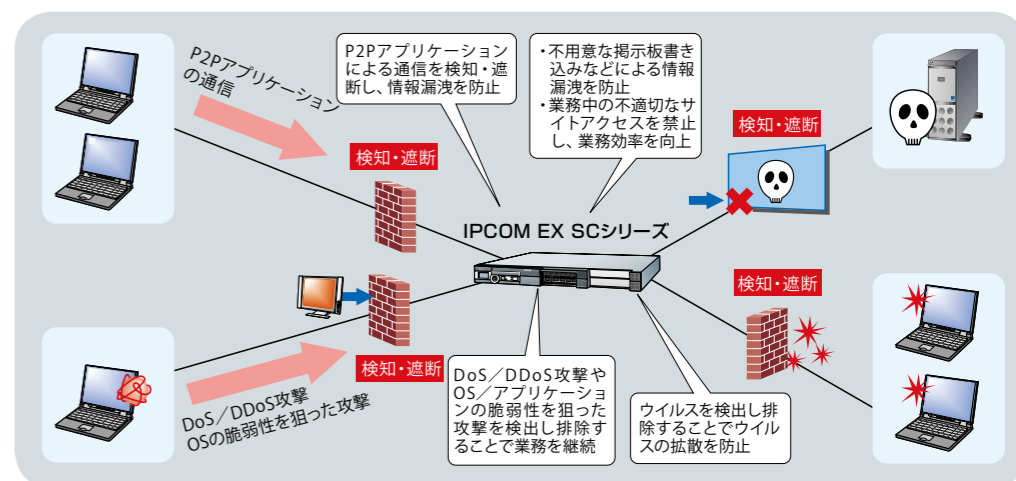 P2Pアプリケーション
の通信
P2Pアプリケーション
による通信を検知・遮
断し、情報漏洩を防止
・不用意な掲示板書き
込みなどによる情報
漏洩を防止
・業務中の不適切なサ
イトアクセスを禁止
し、業務効率を向上
検知・遮断
検知・遮断
IPCOM EX SCシリーズ
検知・遮断
検知・遮断
DoS／DDoS攻撃
OSの脆弱性を狙った攻撃
DoS／DDoS攻撃や
OS／アプリケーショ
ンの脆弱性を狙った
攻撃を検出し排除す
ることで業務を継続
ウイルスを検出し排
除することでウイル
スの拡散を防止